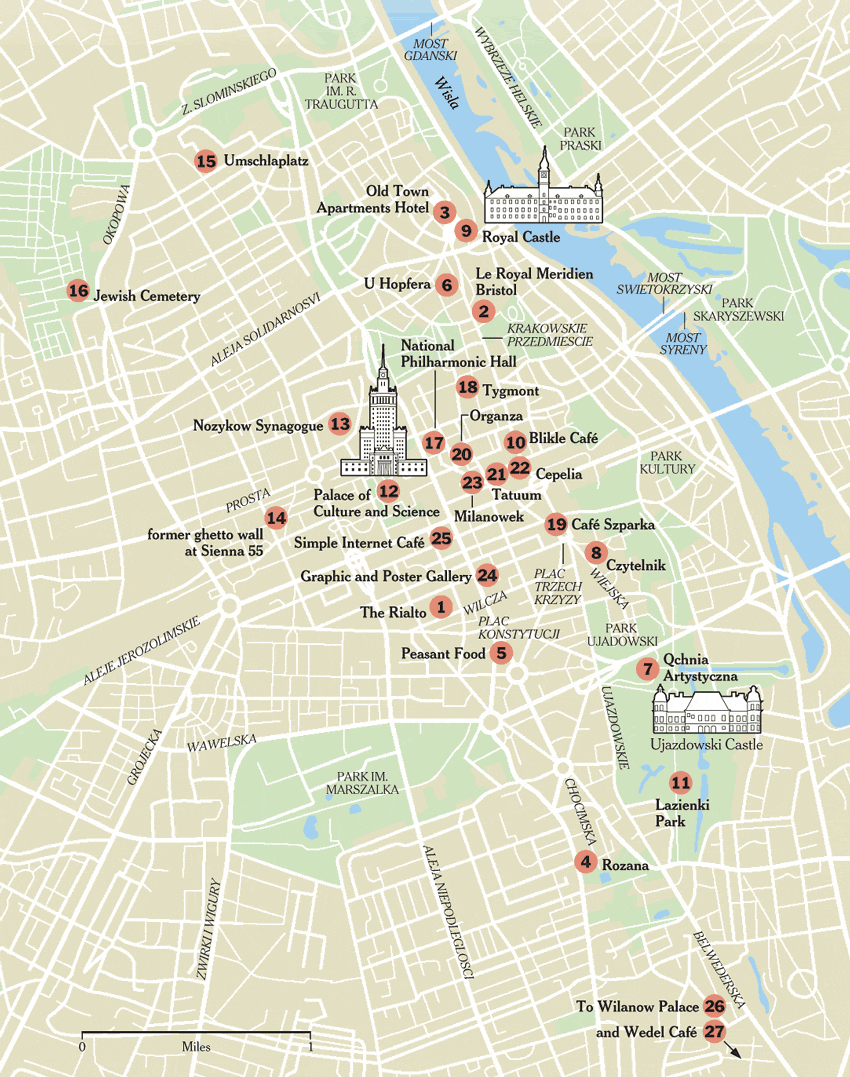 MOST
GDANSKI
WYBRZEZE HELSKIE
Wisla
Z. SLOMINSKIEGO
PARK
IM. R.
TRAUGUTTA
PARK
PRASKI
15 Umschlaplatz
OKOPOWA
Old Town
Apartments Hotel
3
9
Royal Castle
16 Jewish Cemetery
U Hopfera 6
Le Royal Meridien
Bristol
2
MOST
SWIETOKRZYSKI
PARK
SKARYSZEWSKI
MOST
SYRENY
ALEJA SOLIDARNOSVI
KRAKOWSKIE
PRZEDMIESCIE
National
Philharmonic Hall
18 Tygmont
Organza
Nozykow Synagogue 13
17
20
10 Blikle Café
PARK
KULTURY
23
21
22
Cepelia
Tatuum
12
Palace of
Culture and Science
Milanowek
PROSTA
14
former ghetto wall
at Sienna 55
Simple Internet Café 25
19 Café Szparka
8
Czytelnik
Graphic and Poster Gallery 24
PLAC
TRZECH
KRZYZY
WIEJSKA
The Rialto 1
WILCZA
PLAC
KONSTYTUCJI
PARK
UJADOWSKI
ALEJE JEROZOLIMSKIE
Peasant Food 5
7
Qchnia
Artystyczna
UJAZDOWSKIE
Ujazdowski Castle
GROJECKA
WAWELSKA
PARK IM.
MARSZALKA
11
Lazienki
Park
CHOCIMSKA
4 Rozana
ALEJA NIEPODLEGLOSCI
ZWIRKI I WIGURY
BELWEDERSKA
To Wilanow Palace 26
and Wedel Café 27
0
Miles
1